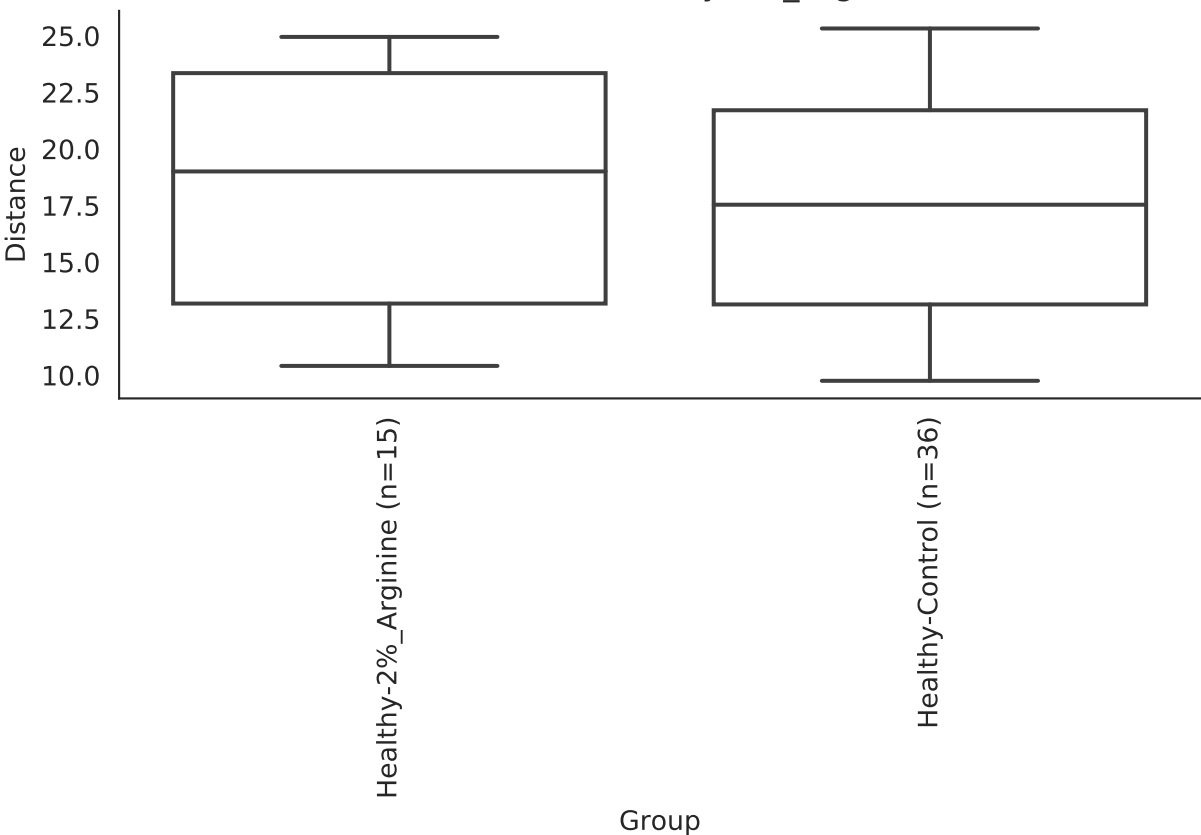 25.0
22.5
20.0
17.5
15.0
12.5
10.0
Distance
Healthy-2%_Arginine (n=15)
Healthy-Control (n=36)
Group